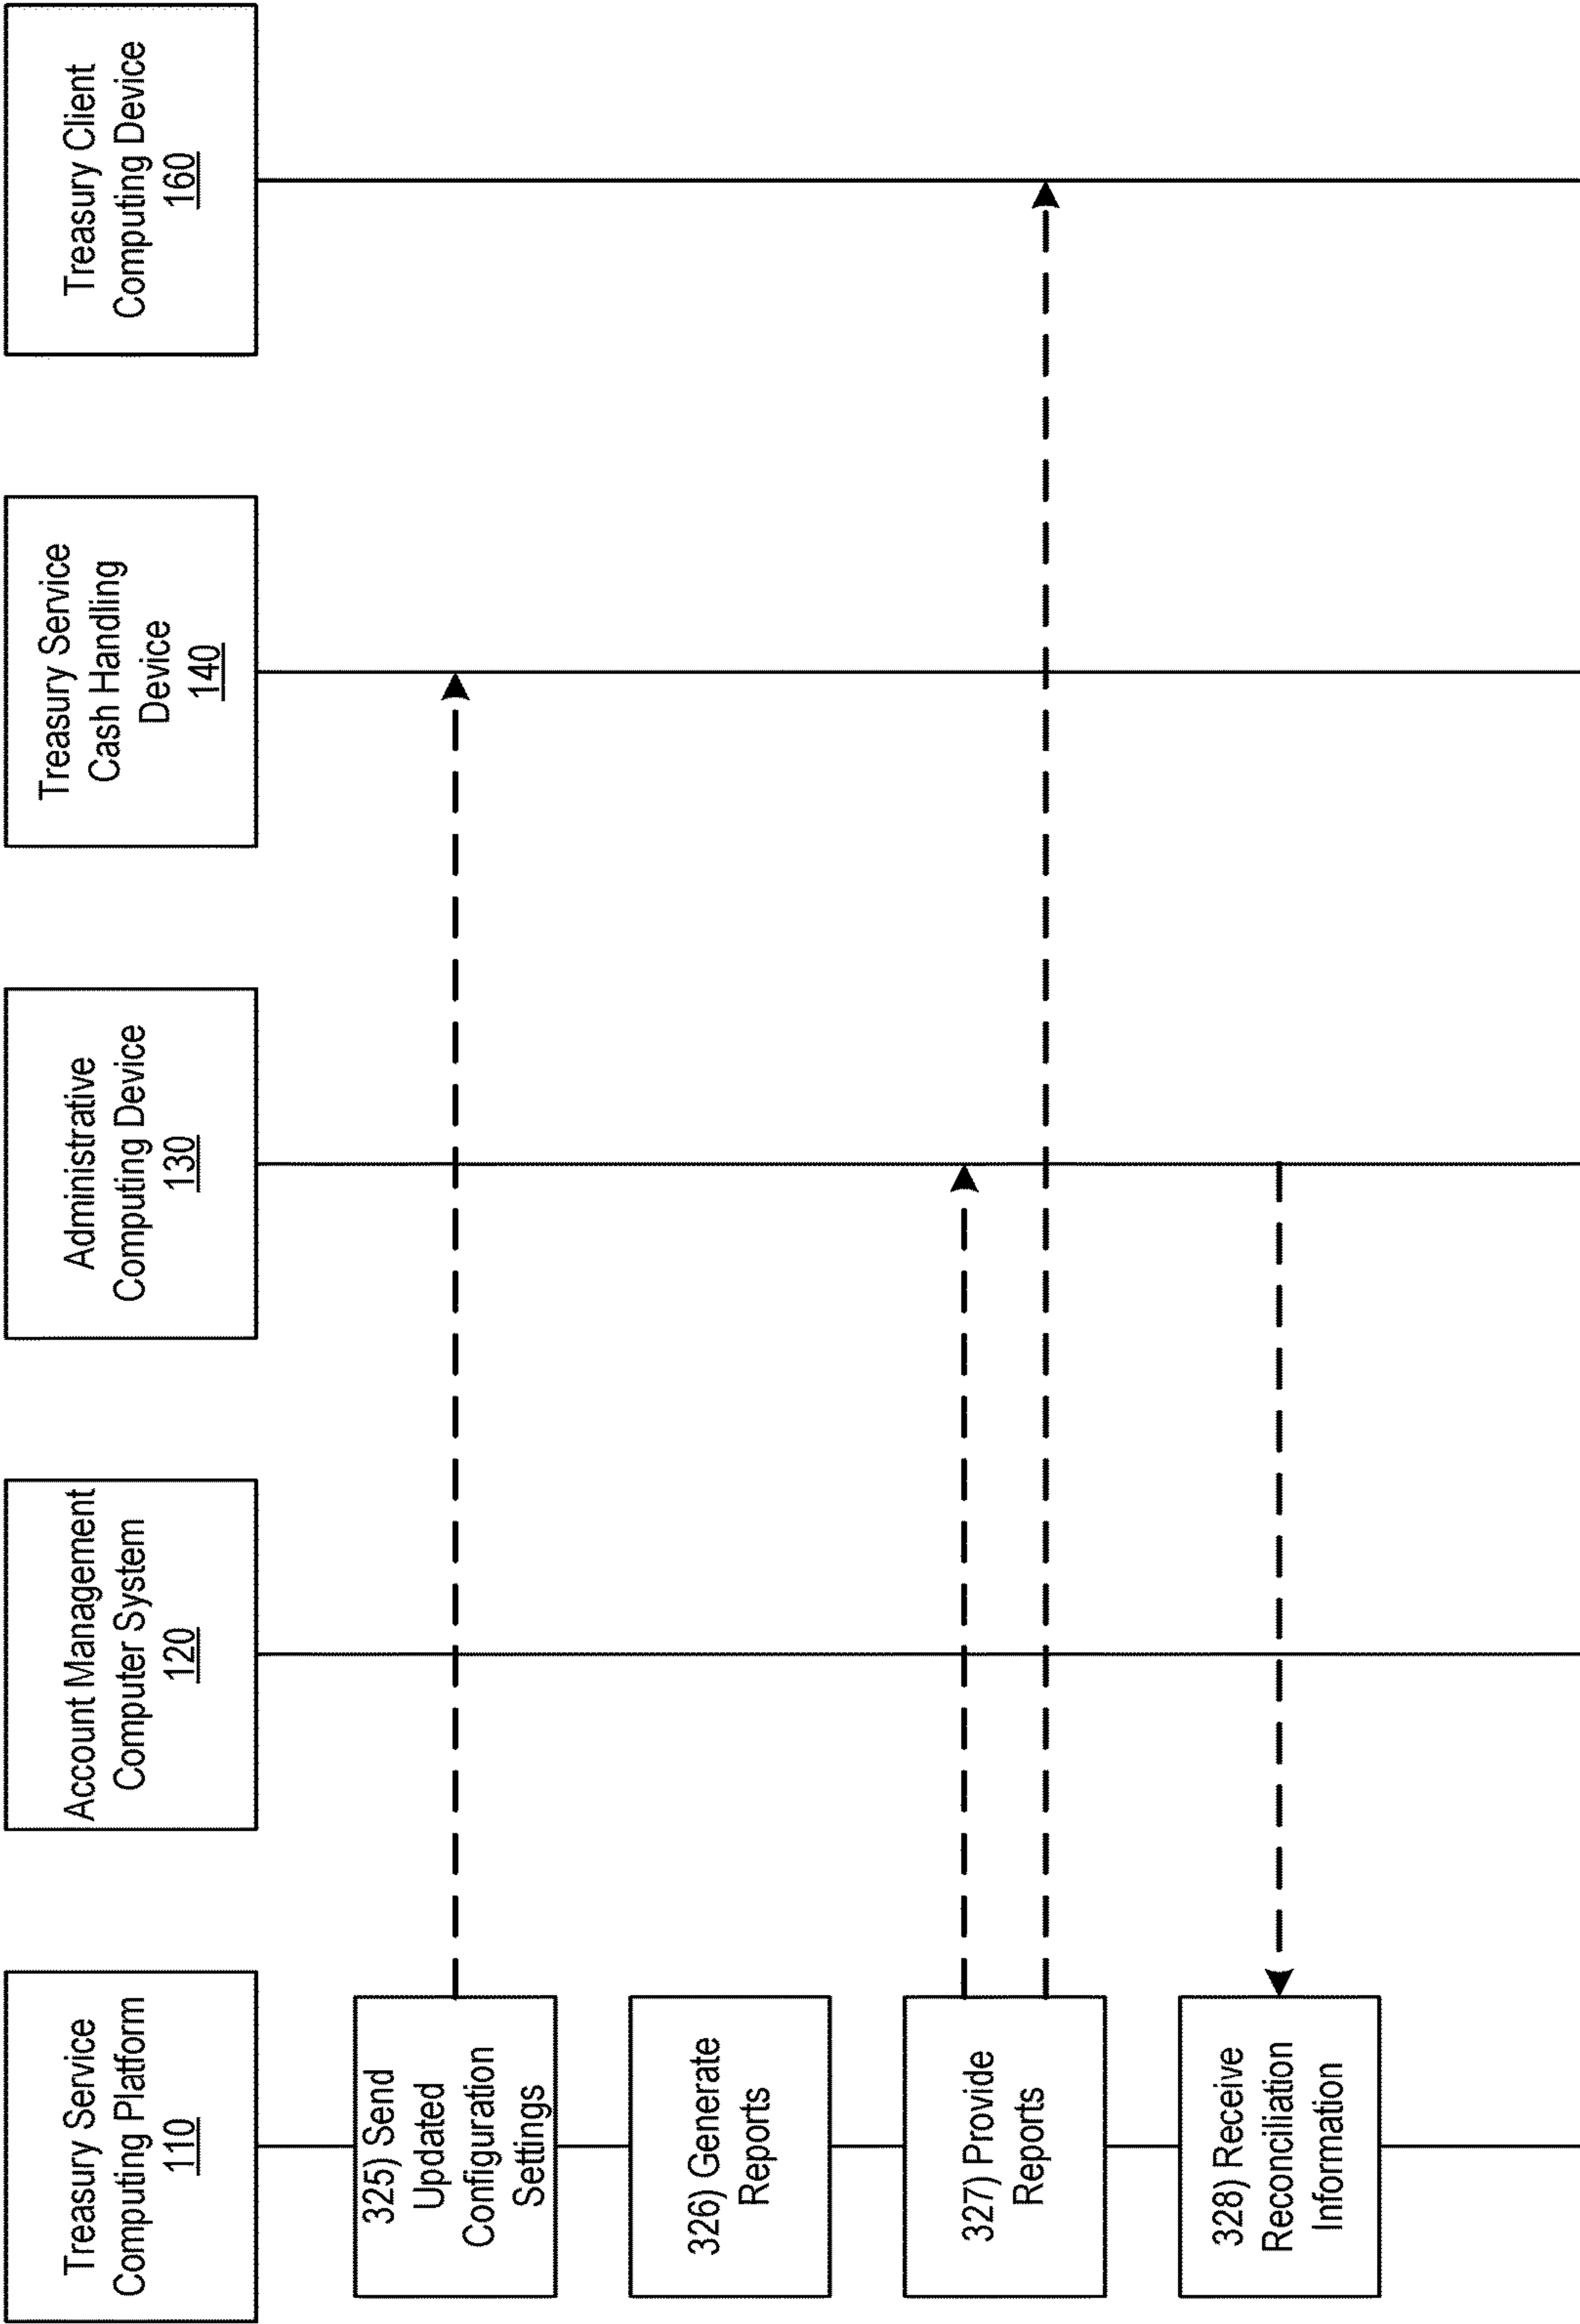 Treasury Service
Computing Platform
110
Account Management
Computer System
120
Administrative
Computing Device
130
Treasury Service
Cash Handling
Device
140
Treasury Client
Computing Device
160
325) Send
Updated
Configuration
Settings
326) Generate
Reports
327) Provide
Reports
328) Receive
Reconciliation
Information